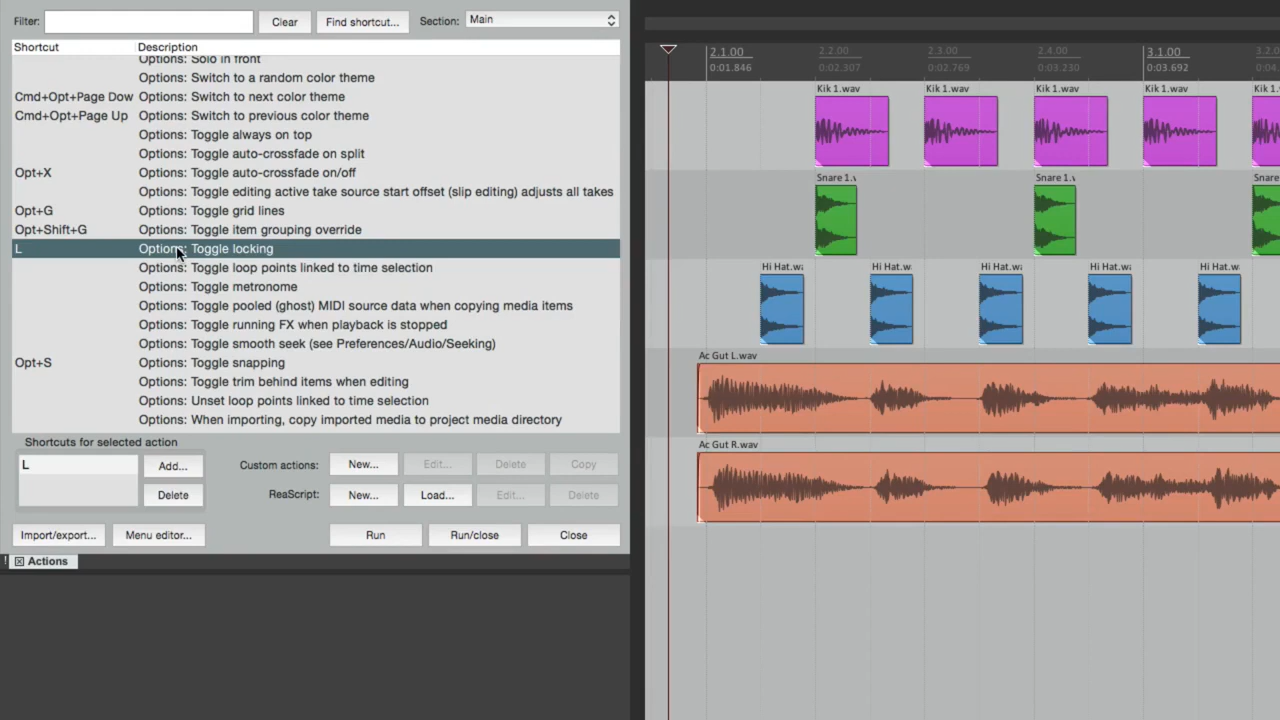 Filter:
Clear
Find shortcut...
Section:
Main
Shortcut
Description
Options: Solo in front
Options: Switch to a random color theme
Cmd+Opt+Page Dow Options: Switch to next color theme
Cmd+Opt+Page Up Options: Switch to previous color theme
Options: Toggle always on top
Options: Toggle auto-crossfade on split
Opt+X Options: Toggle auto-crossfade on/off
Options: Toggle editing active take source start offset (slip editing) adjusts all takes
Opt+G Options: Toggle grid lines
Opt+Shift+G Options: Toggle item grouping override
L Options: Toggle locking
Options: Toggle loop points linked to time selection
Options: Toggle metronome
Options: Toggle pooled (ghost) MIDI source data when copying media items
Options: Toggle running FX when playback is stopped
Options: Toggle smooth seek (see Preferences/Audio/Seeking)
Opt+S Options: Toggle snapping
Options: Toggle trim behind items when editing
Options: Unset loop points linked to time selection
Options: When importing, copy imported media to project media directory
Shortcuts for selected action
L
Add...
Delete
Custom actions:
New...
Edit...
Delete
Copy
ReaScript:
New...
Load...
Edit...
Delete
Import/export...
Menu editor...
Run
Run/close
Close
! Actions
2.1.00 2.2.00 2.3.00 2.4.00 3.1.00 3.2.0
0:01.846 0:02.307 0:02.769 0:03.230 0:03.692 0:04
Kik 1.wav Kik 1.wav Kik 1.wav Kik 1.wav Kik 1
Snare 1.v Snare 1.v Snare
Hi Hat.wa Hi Hat.w Hi Hat.w Hi Hat.wa Hi Hat.w
Ac Gut L.wav
Ac Gut R.wav